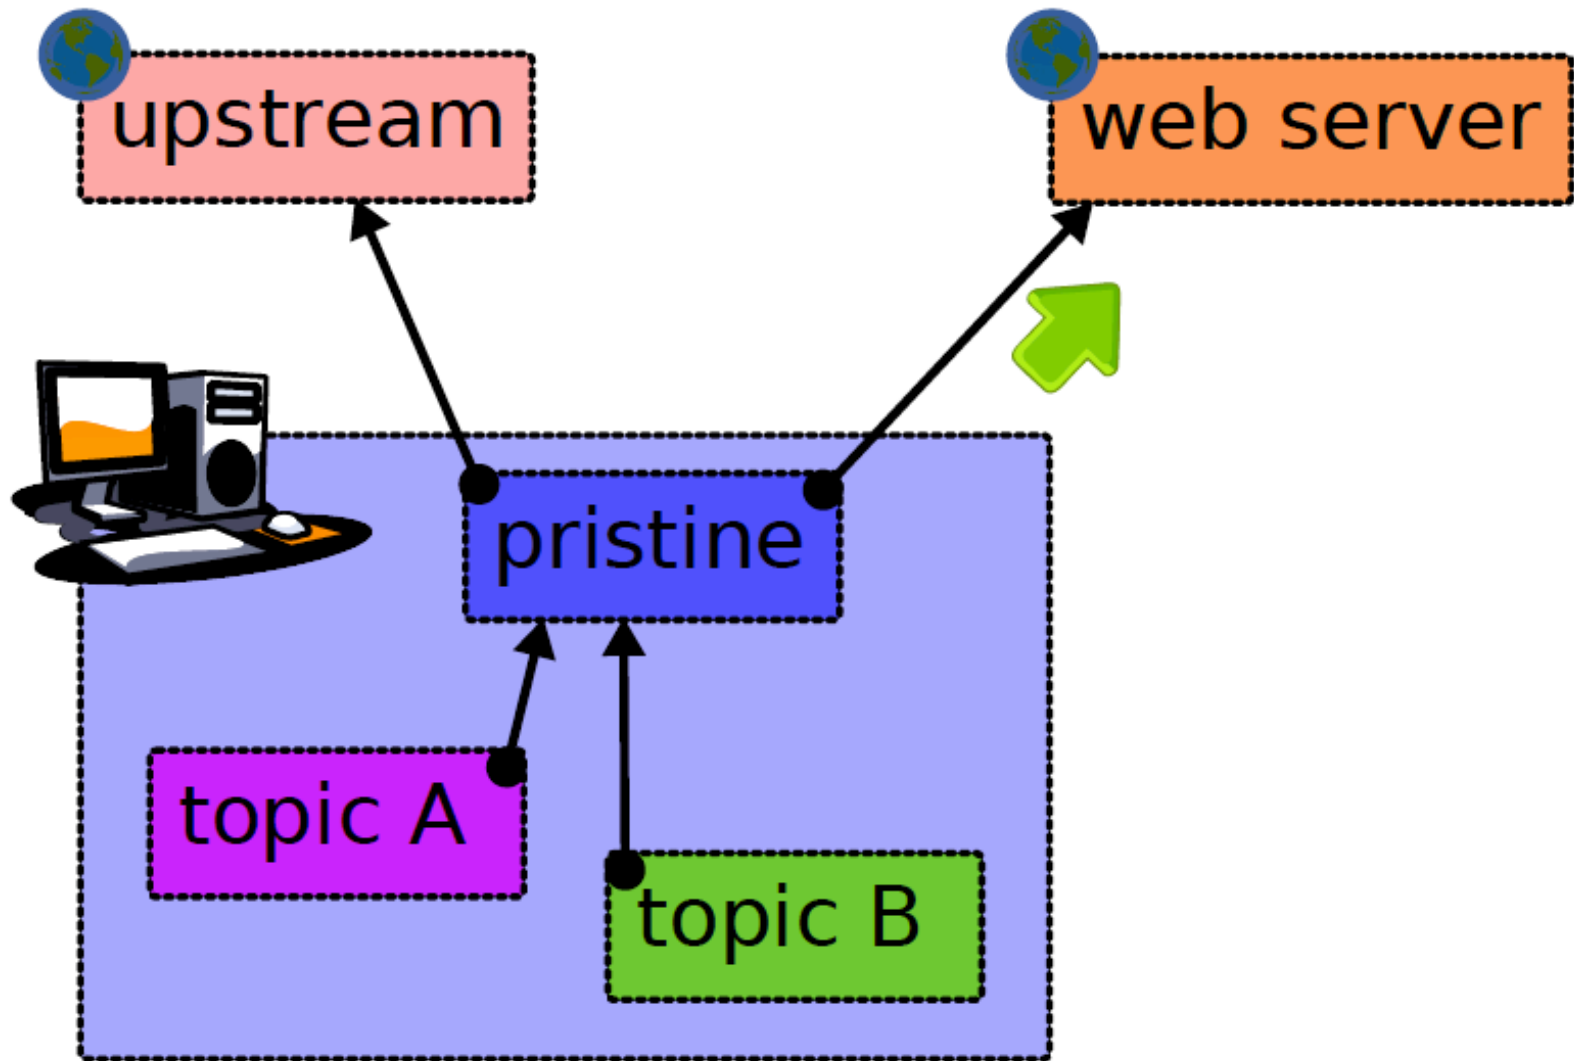 upstream
web server
pristine
topic A
topic B